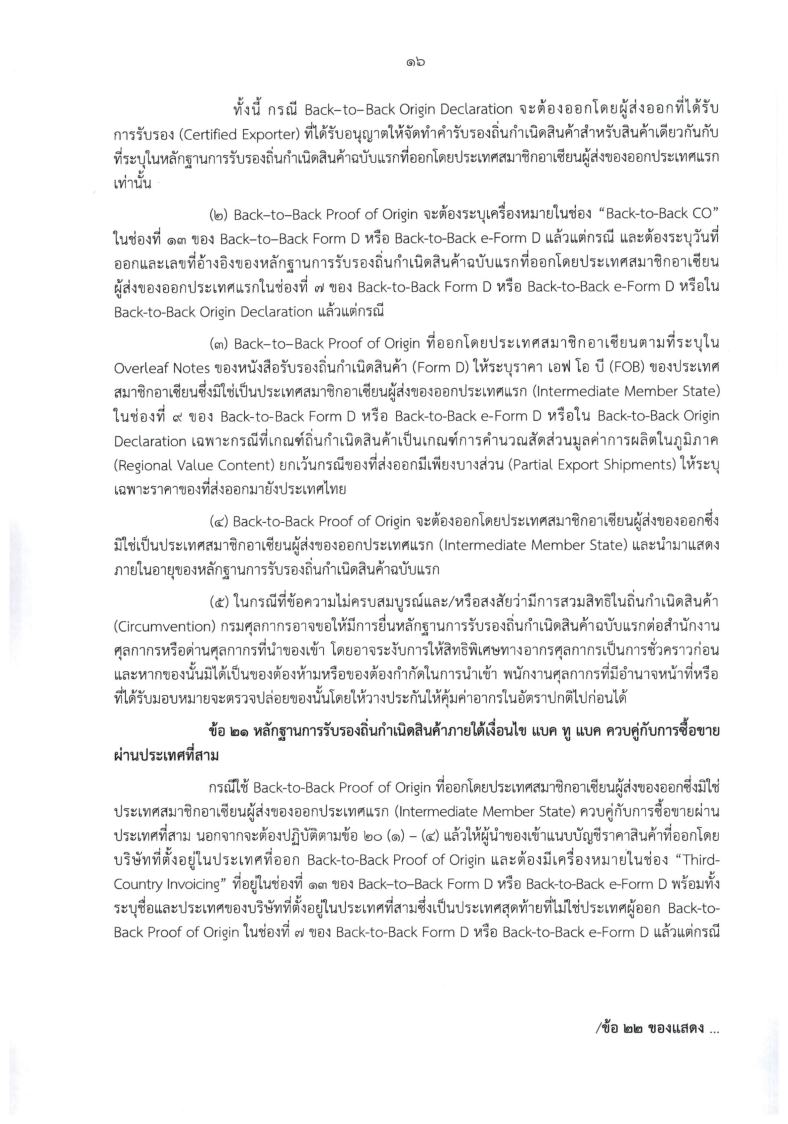 ๑๖
ทั้งนี้ กรณี Back–to–Back Origin Declaration จะต้องออกโดยผู้ส่งออกที่ได้รับ
การรับรอง (Certified Exporter) ที่ได้รับอนุญาตให้จัดทำคำรับรองถิ่นกำเนิดสินค้าสำหรับสินค้าเดียวกันกับ
ที่ระบุในหลักฐานการรับรองถิ่นกำเนิดสินค้าฉบับแรกที่ออกโดยประเทศสมาชิกอาเซียนผู้ส่งของออกประเทศแรก
เท่านั้น
(๒) Back–to–Back Proof of Origin จะต้องระบุเครื่องหมายในช่อง “Back-to-Back CO”
ในช่องที่ ๑๓ ของ Back–to–Back Form D หรือ Back-to-Back e-Form D แล้วแต่กรณี และต้องระบุวันที่
ออกและเลขที่อ้างอิงของหลักฐานการรับรองถิ่นกำเนิดสินค้าฉบับแรกที่ออกโดยประเทศสมาชิกอาเซียน
ผู้ส่งของออกประเทศแรกในช่องที่ ๗ ของ Back-to-Back Form D หรือ Back-to-Back e-Form D หรือใน
Back-to-Back Origin Declaration แล้วแต่กรณี
(๓) Back–to–Back Proof of Origin ที่ออกโดยประเทศสมาชิกอาเซียนตามที่ระบุใน
Overleaf Notes ของหนังสือรับรองถิ่นกำเนิดสินค้า (Form D) ให้ระบุราคา เอฟ โอ บี (FOB) ของประเทศ
สมาชิกอาเซียนซึ่งมิใช่เป็นประเทศสมาชิกอาเซียนผู้ส่งของออกประเทศแรก (Intermediate Member State)
ในช่องที่ ๙ ของ Back-to-Back Form D หรือ Back-to-Back e-Form D หรือใน Back-to-Back Origin
Declaration เฉพาะกรณีที่เกณฑ์ถิ่นกำเนิดสินค้าเป็นเกณฑ์การคำนวณสัดส่วนมูลค่าการผลิตในภูมิภาค
(Regional Value Content) ยกเว้นกรณีของที่ส่งออกมีเพียงบางส่วน (Partial Export Shipments) ให้ระบุ
เฉพาะราคาของที่ส่งออกมายังประเทศไทย
(๔) Back-to-Back Proof of Origin จะต้องออกโดยประเทศสมาชิกอาเซียนผู้ส่งของออกซึ่ง
มิใช่เป็นประเทศสมาชิกอาเซียนผู้ส่งของออกประเทศแรก (Intermediate Member State) และนำมาแสดง
ภายในอายุของหลักฐานการรับรองถิ่นกำเนิดสินค้าฉบับแรก
(๕) ในกรณีที่ข้อความไม่ครบสมบูรณ์และ/หรือสงสัยว่ามีการสวมสิทธิในถิ่นกำเนิดสินค้า
(Circumvention) กรมศุลกากรอาจขอให้มีการยื่นหลักฐานการรับรองถิ่นกำเนิดสินค้าฉบับแรกต่อสำนักงาน
ศุลกากรหรือด่านศุลกากรที่นำของเข้า โดยอาจระงับการให้สิทธิพิเศษทางอากรศุลกากรเป็นการชั่วคราวก่อน
และหากของนั้นมิได้เป็นของต้องห้ามหรือของต้องกำกัดในการนำเข้า พนักงานศุลกากรที่มีอำนาจหน้าที่หรือ
ที่ได้รับมอบหมายจะตรวจปล่อยของนั้นโดยให้วางประกันให้คุ้มค่าอากรในอัตราปกติไปก่อนได้
ข้อ ๒๑ หลักฐานการรับรองถิ่นกำเนิดสินค้าภายใต้เงื่อนไข แบค ทู แบค ควบคู่กับการซื้อขาย
ผ่านประเทศที่สาม
กรณีใช้ Back-to-Back Proof of Origin ที่ออกโดยประเทศสมาชิกอาเซียนผู้ส่งของออกซึ่งมิใช่
ประเทศสมาชิกอาเซียนผู้ส่งของออกประเทศแรก (Intermediate Member State) ควบคู่กับการซื้อขายผ่าน
ประเทศที่สาม นอกจากจะต้องปฏิบัติตามข้อ ๒๐ (๑) – (๔) แล้วให้ผู้นำของเข้าแนบบัญชีราคาสินค้าที่ออกโดย
บริษัทที่ตั้งอยู่ในประเทศที่ออก Back-to-Back Proof of Origin และต้องมีเครื่องหมายในช่อง “Third-
Country Invoicing” ที่อยู่ในช่องที่ ๑๓ ของ Back–to–Back Form D หรือ Back-to-Back e-Form D พร้อมทั้ง
ระบุชื่อและประเทศของบริษัทที่ตั้งอยู่ในประเทศที่สามซึ่งเป็นประเทศสุดท้ายที่ไม่ใช่ประเทศผู้ออก Back-to-
Back Proof of Origin ในช่องที่ ๗ ของ Back-to-Back Form D หรือ Back-to-Back e-Form D แล้วแต่กรณี
/ข้อ ๒๒ ของแสดง ...